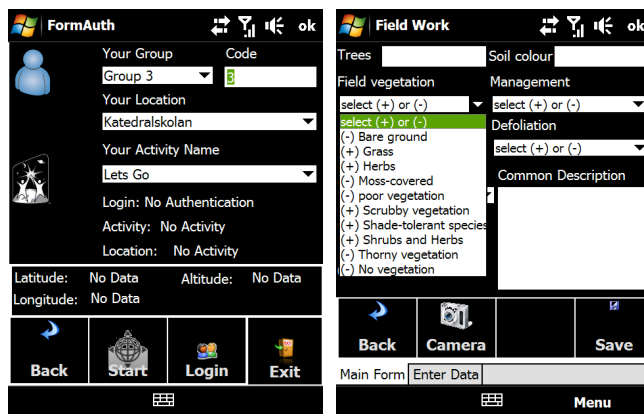 FormAuth ok
Your Group Code
Group 3 3
Your Location
Katedralskolan
Your Activity Name
Lets Go
Login: No Authentication
Activity: No Activity
Location: No Activity
Latitude: No Data Altitude: No Data
Longitude: No Data
Back Start Login Exit
Field Work ok
Trees Soil colour
Field vegetation Management
select (+) or (-) select (+) or (-)
select (+) or (-) Defoliation
(-) Bare ground
(+) Grass select (+) or (-)
(+) Herbs
(-) Moss-covered Common Description
(-) poor vegetation
(+) Scrubby vegetation
(+) Shade-tolerant species
(+) Shrubs and Herbs
(-) Thorny vegetation
(-) No vegetation
Back Camera Save
Main Form Enter Data
Menu